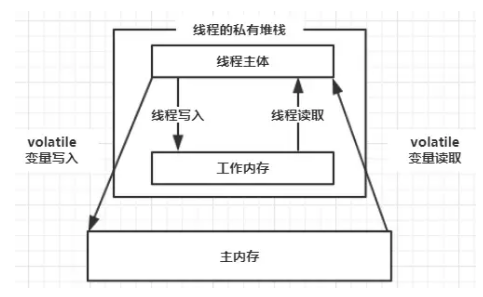 线程的私有堆栈
线程主体
线程写入
线程读取
volatile
变量写入
volatile
变量读取
工作内存
主内存